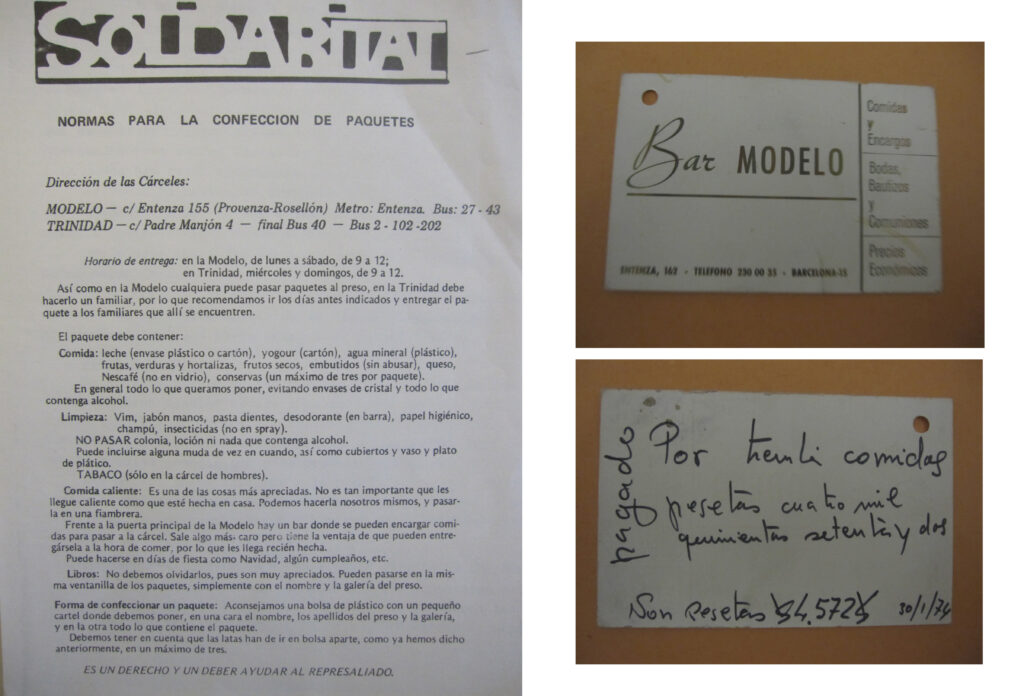 SOLIDARITAT
NORMAS PARA LA CONFECCION DE PAQUETES
Dirección de las Cárceles:
MODELO — c/ Entenza 155 (Provenza-Rosellón) Metro: Entenza. Bus: 27 - 43
TRINIDAD — c/ Padre Manjón 4 — final Bus 40 — Bus 2 - 102 -202
Horario de entrega: en la Modelo, de lunes a sábado, de 9 a 12;
en Trinidad, miércoles y domingos, de 9 a 12.
Así como en la Modelo cualquiera puede pasar paquetes al preso, en la Trinidad debe
hacerlo un familiar, por lo que recomendamos ir los días antes indicados y entregar el pa-
quete a los familiares que allí se encuentren.
El paquete debe contener:
Comida: leche (envase plástico o cartón), yogour (cartón), agua mineral (plástico),
frutas, verduras y hortalizas, frutos secos, embutidos (sin abusar), queso,
Nescafé (no en vidrio), conservas (un máximo de tres por paquete).
En general todo lo que queramos poner, evitando envases de cristal y todo lo que
contenga alcohol.
Limpieza: Vim, jabón manos, pasta dientes, desodorante (en barra), papel higiénico,
champú, insecticidas (no en spray).
NO PASAR colonia, loción ni nada que contenga alcohol.
Puede incluirse alguna muda de vez en cuando, así como cubiertos y vaso y plato
de plático.
TABACO (sólo en la cárcel de hombres).
Comida caliente: Es una de las cosas más apreciadas. No es tan importante que les
llegue caliente como que esté hecha en casa. Podemos hacerla nosotros mismos, y pasar-
la en una fiambrera.
Frente a la puerta principal de la Modelo hay un bar donde se pueden encargar comi-
das para pasar a la cárcel. Sale algo más caro pero tiene la ventaja de que pueden entre-
gársela a la hora de comer, por lo que les llega recién hecha.
Puede hacerse en días de fiesta como Navidad, algún cumpleaños, etc.
Libros: No debemos olvidarlos, pues son muy apreciados. Pueden pasarse en la mis-
ma ventanilla de los paquetes, simplemente con el nombre y la galería del preso.
Forma de confeccionar un paquete: Aconsejamos una bolsa de plástico con un pequeño
cartel donde debemos poner, en una cara el nombre, los apellidos del preso y la galería,
y en la otra todo lo que contiene el paquete.
Debemos tener en cuenta que las latas han de ir en bolsa aparte, como ya hemos dicho
anteriormente, en un máximo de tres.
ES UN DERECHO Y UN DEBER AYUDAR AL REPRESALIADO.
Bar MODELO
ENTENZA, 162 - TELEFONO 230 00 35 - BARCELONA-15
Comidas
y
Encargos
Bodas,
Bautizos
y
Comuniones
Precios
Económicos
pagado
Por treinta comidas
pesetas cuatro mil
quinientas setenta y dos
Son pesetas 4.572 30/1/74